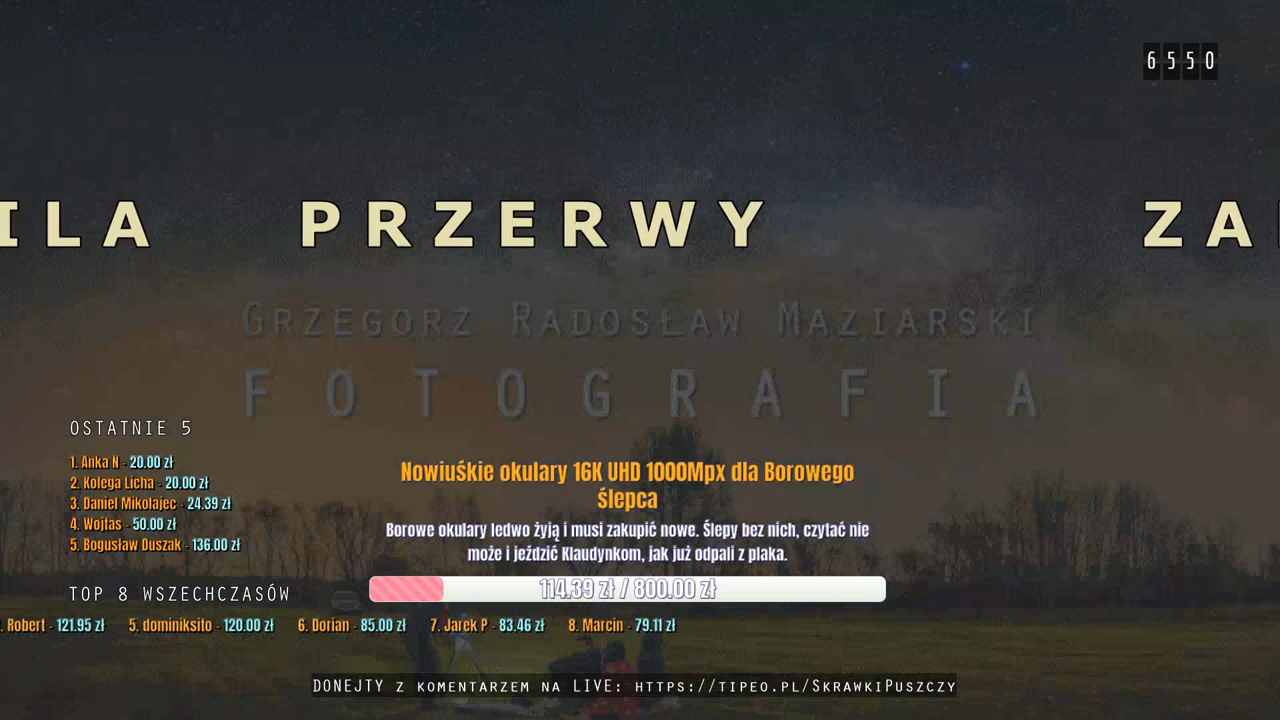 6550
ILA PRZERWY ZA
Grzegorz Radosław Maziarski
FOTOGRAFIA
OSTATNIE 5
1. Anka N - 20.00 zł
2. Kolega Licha - 20.00 zł
3. Daniel Mikolajec - 24.39 zł
4. Wojtas - 50.00 zł
5. Bogusław Duszak - 136.00 zł
Nowiuśkie okulary 16K UHD 1000Mpx dla Borowego
ślepca
Borowe okulary ledwo żyją i musi zakupić nowe. Ślepy bez nich, czytać nie
może i jeździć Klaudynkom, jak już odpali z plaka.
114.39 zł / 800.00 zł
TOP 8 WSZECHCZASÓW
. Robert - 121.95 zł 5. dominiksito - 120.00 zł 6. Dorian - 85.00 zł 7. Jarek P - 83.46 zł 8. Marcin - 79.11 zł
DONEJTY z komentarzem na LIVE: https://tipeo.pl/SkrawkiPuszczy